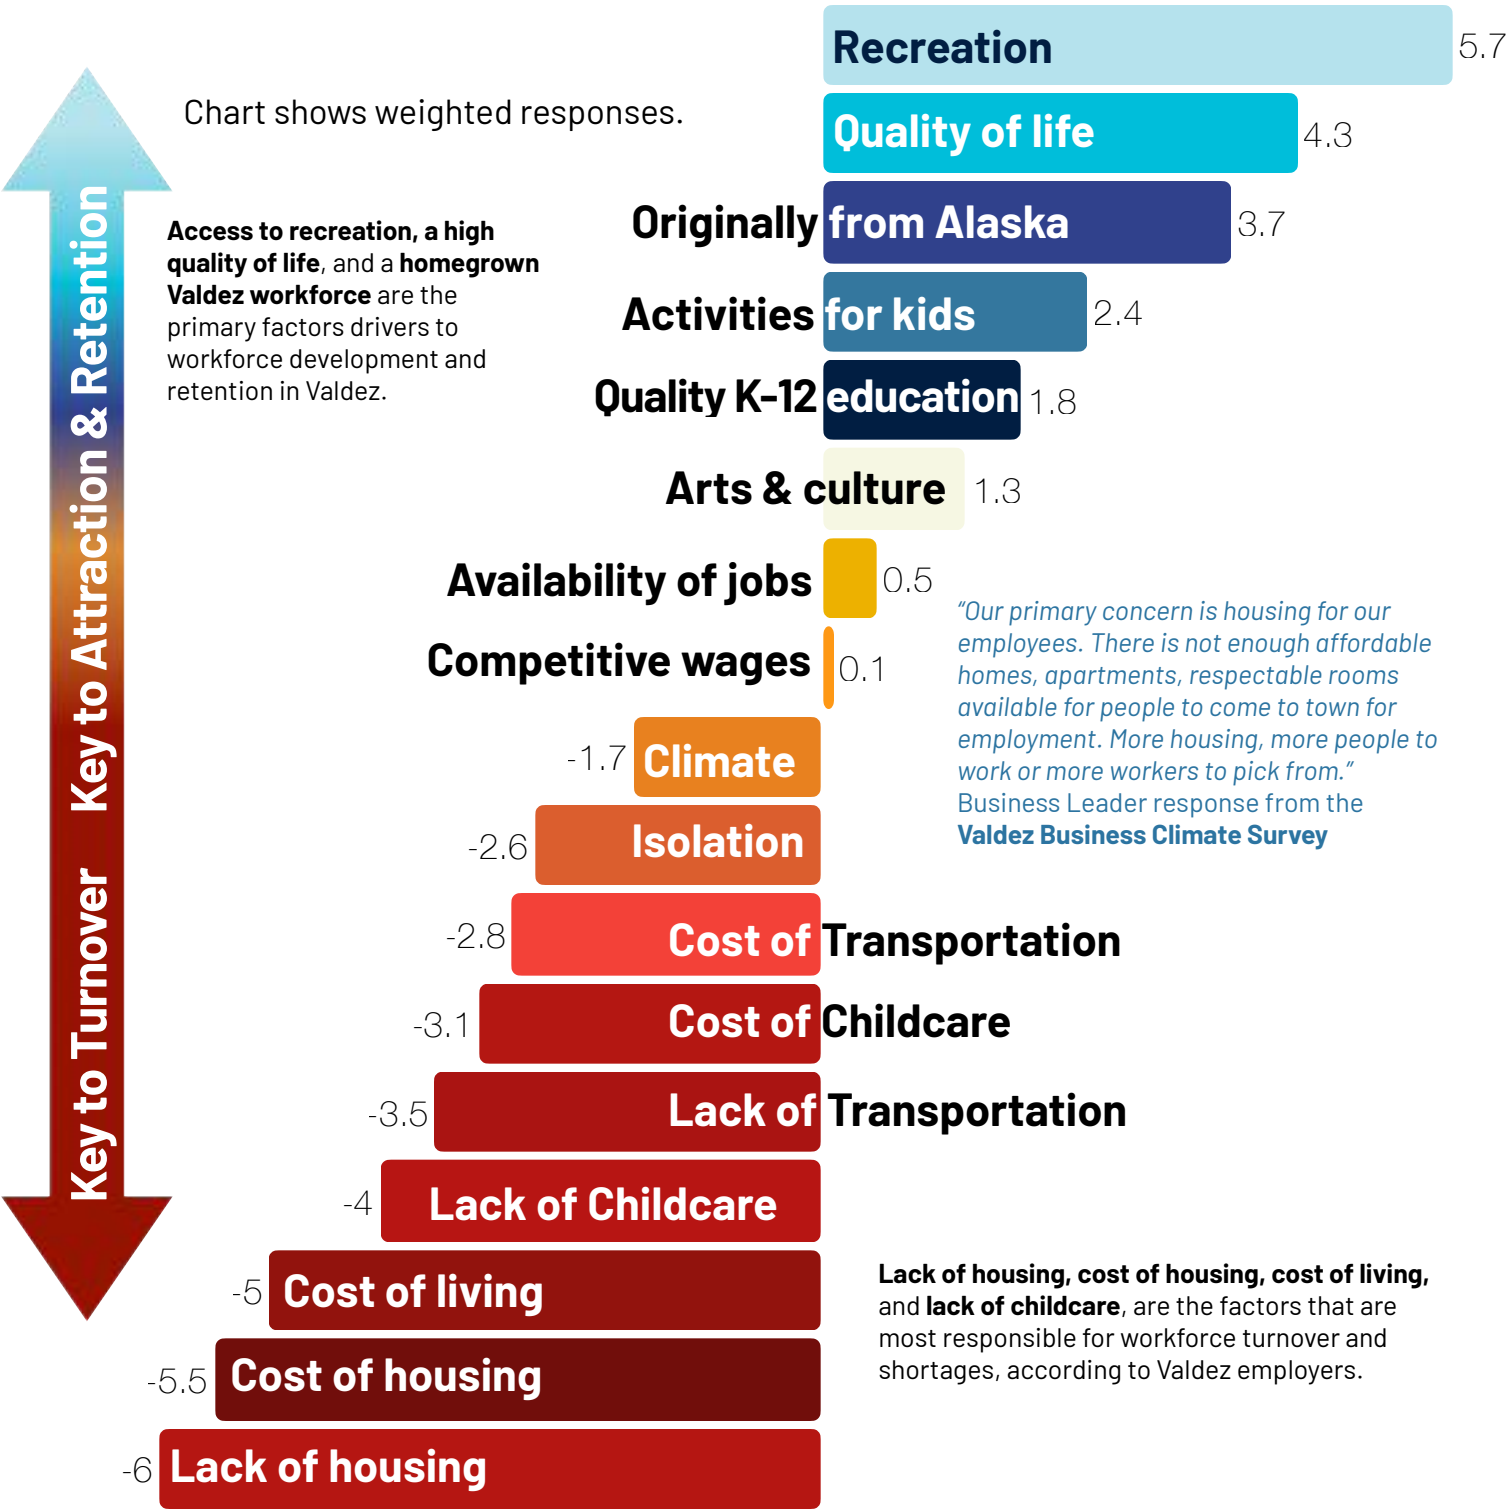 Recreation 5.7
Chart shows weighted responses.
Quality of life 4.3
Originally from Alaska 3.7
Access to recreation, a high
quality of life, and a homegrown
Valdez workforce are the
primary factors drivers to
workforce development and
retention in Valdez.
Activities for kids 2.4
Quality K-12 education 1.8
Arts & culture 1.3
Availability of jobs 0.5
Competitive wages 0.1
“Our primary concern is housing for our
employees. There is not enough affordable
homes, apartments, respectable rooms
available for people to come to town for
employment. More housing, more people to
work or more workers to pick from.”
Business Leader response from the
Valdez Business Climate Survey
-1.7 Climate
-2.6 Isolation
-2.8 Cost of Transportation
-3.1 Cost of Childcare
-3.5 Lack of Transportation
-4 Lack of Childcare
-5 Cost of living
-5.5 Cost of housing
-6 Lack of housing
Lack of housing, cost of housing, cost of living,
and lack of childcare, are the factors that are
most responsible for workforce turnover and
shortages, according to Valdez employers.
Key to Turnover Key to Attraction & Retention